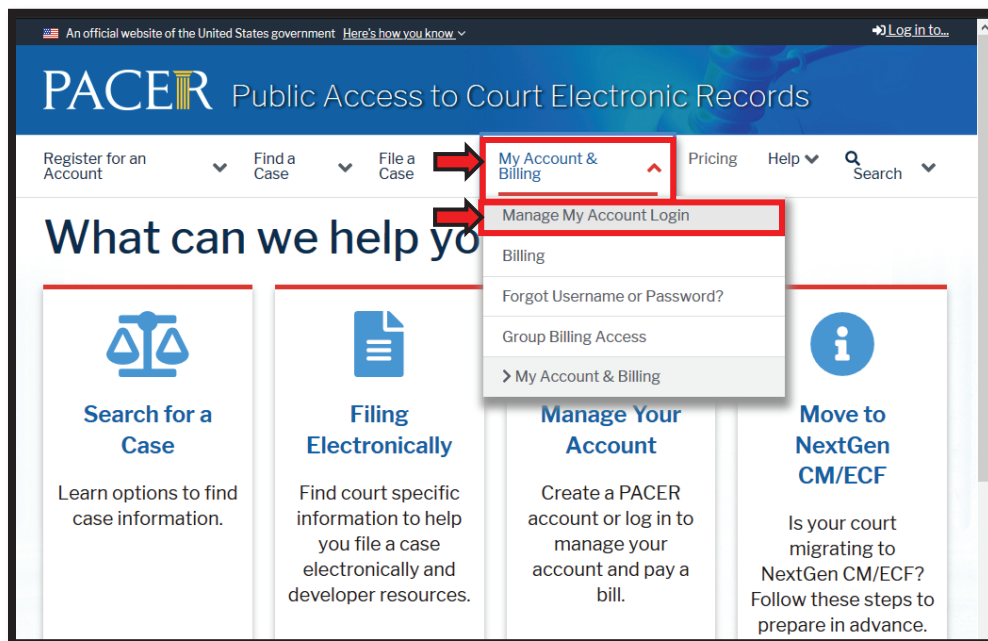 An official website of the United States government Here's how you know
Log in to...
PACER Public Access to Court Electronic Records
Register for an Account
Find a Case
File a Case
My Account & Billing
Pricing
Help
Search
What can we help yo
Manage My Account Login
Billing
Forgot Username or Password?
Group Billing Access
My Account & Billing
Search for a
Case
Learn options to find
case information.
Filing
Electronically
Find court specific
information to help
you file a case
electronically and
developer resources.
Manage Your
Account
Create a PACER
account or log in to
manage your
account and pay a
bill.
Move to
NextGen
CM/ECF
Is your court
migrating to
NextGen CM/ECF?
Follow these steps to
prepare in advance.